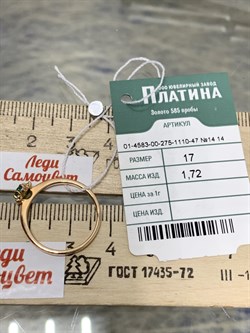 ООО ЮВЕЛИРНЫЙ ЗАВОД
ПЛАТИНА
Золото 585 пробы
АРТИКУЛ
01-4583-00-275-1110-47 №14 14
РАЗМЕР 17
МАССА ИЗД. 1,72
ЦЕНА за 1г
ЦЕНА ИЗД.
Леди
Самоцвет
Леди
Самоцвет
ГОСТ 17435-72